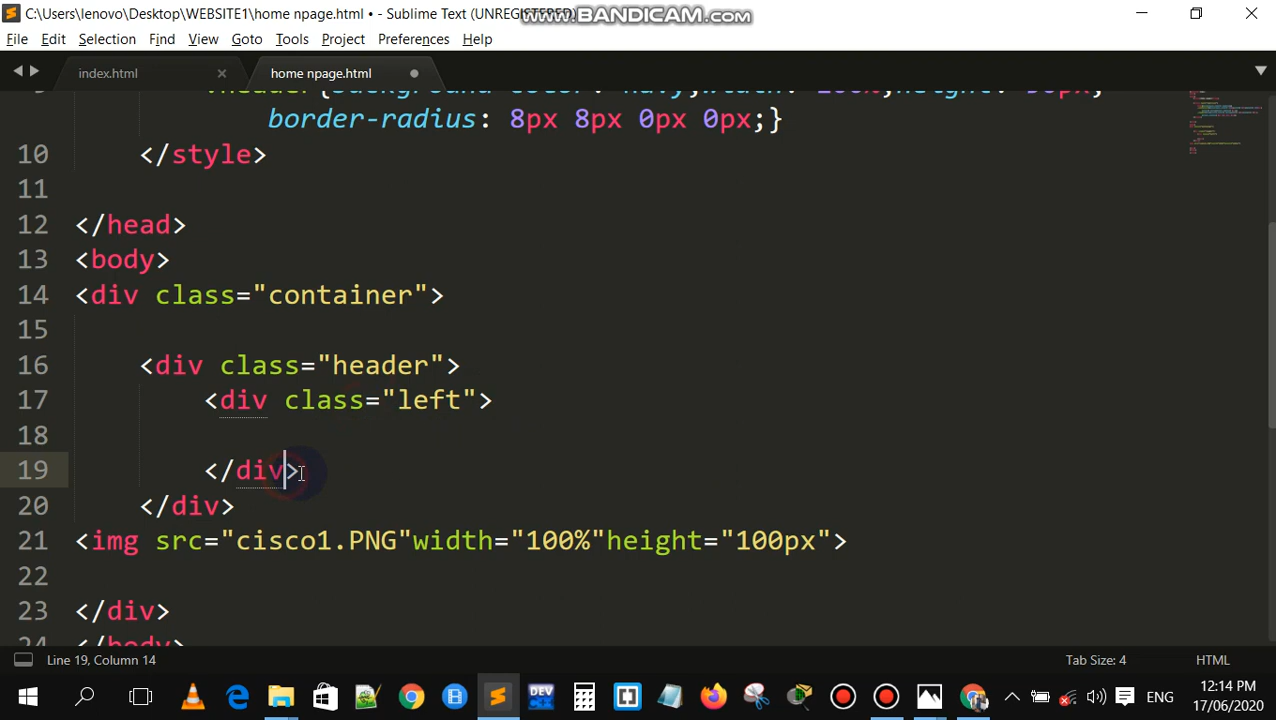 C:\Users\lenovo\Desktop\WEBSITE1\home npage.html • - Sublime Text (UNREGISTERED)
www.BANDICAM.com
File Edit Selection Find View Goto Tools Project Preferences Help
index.html × home npage.html
border-radius: 8px 8px 0px 0px;}
10 </style>
11
12 </head>
13 <body>
14 <div class="container">
15
16 <div class="header">
17 <div class="left">
18
19 </div>
20 </div>
21 <img src="cisco1.PNG"width="100%"height="100px">
22
23 </div>
24 </body>
Line 19, Column 14 Tab Size: 4 HTML
DEV
ENG
12:14 PM
17/06/2020